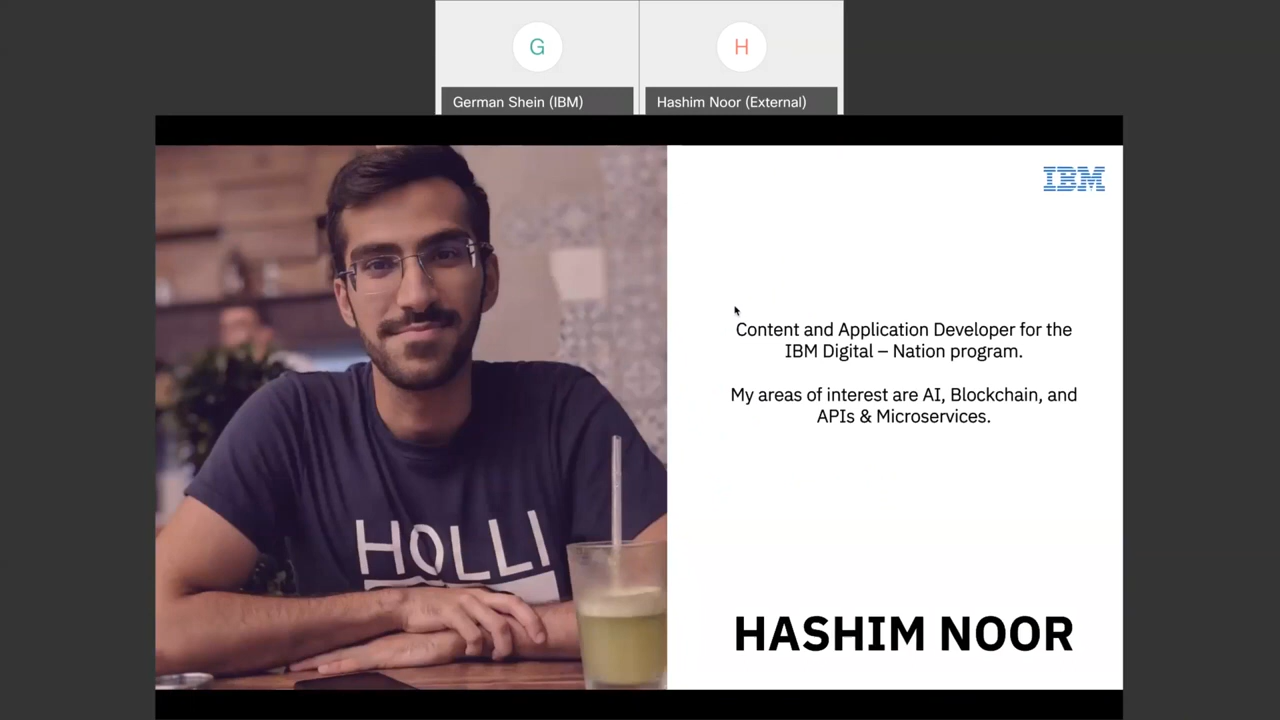 G
H
German Shein (IBM)
Hashim Noor (External)
IBM
Content and Application Developer for the
IBM Digital – Nation program.
My areas of interest are AI, Blockchain, and
APIs & Microservices.
HOLLI
HASHIM NOOR